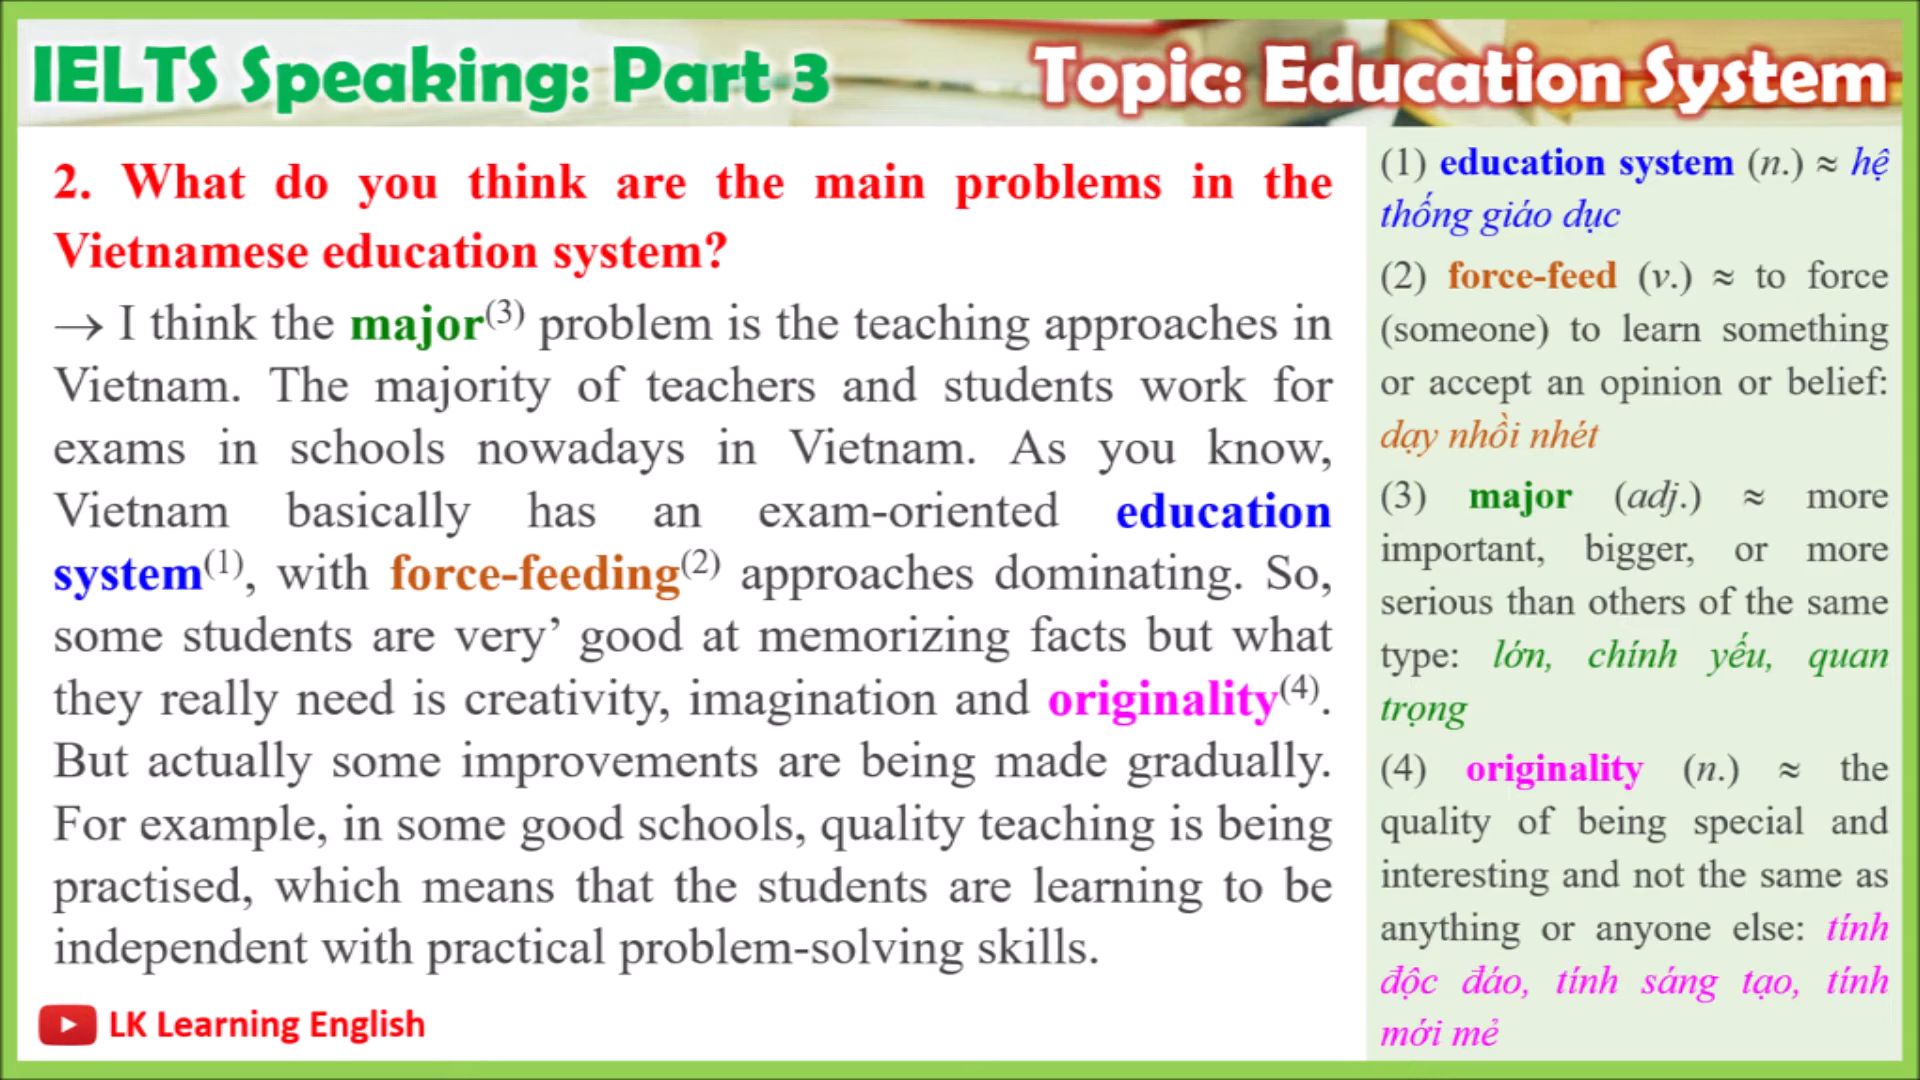 IELTS Speaking: Part 3
Topic: Education System
2. What do you think are the main problems in the
Vietnamese education system?
→ I think the major(3) problem is the teaching approaches in
Vietnam. The majority of teachers and students work for
exams in schools nowadays in Vietnam. As you know,
Vietnam basically has an exam-oriented education
system(1), with force-feeding(2) approaches dominating. So,
some students are very’ good at memorizing facts but what
they really need is creativity, imagination and originality(4).
But actually some improvements are being made gradually.
For example, in some good schools, quality teaching is being
practised, which means that the students are learning to be
independent with practical problem-solving skills.
LK Learning English
(1) education system (n.) ≈ hệ
thống giáo dục
(2) force-feed (v.) ≈ to force
(someone) to learn something
or accept an opinion or belief:
dạy nhồi nhét
(3) major (adj.) ≈ more
important, bigger, or more
serious than others of the same
type: lớn, chính yếu, quan
trọng
(4) originality (n.) ≈ the
quality of being special and
interesting and not the same as
anything or anyone else: tính
độc đáo, tính sáng tạo, tính
mới mẻ